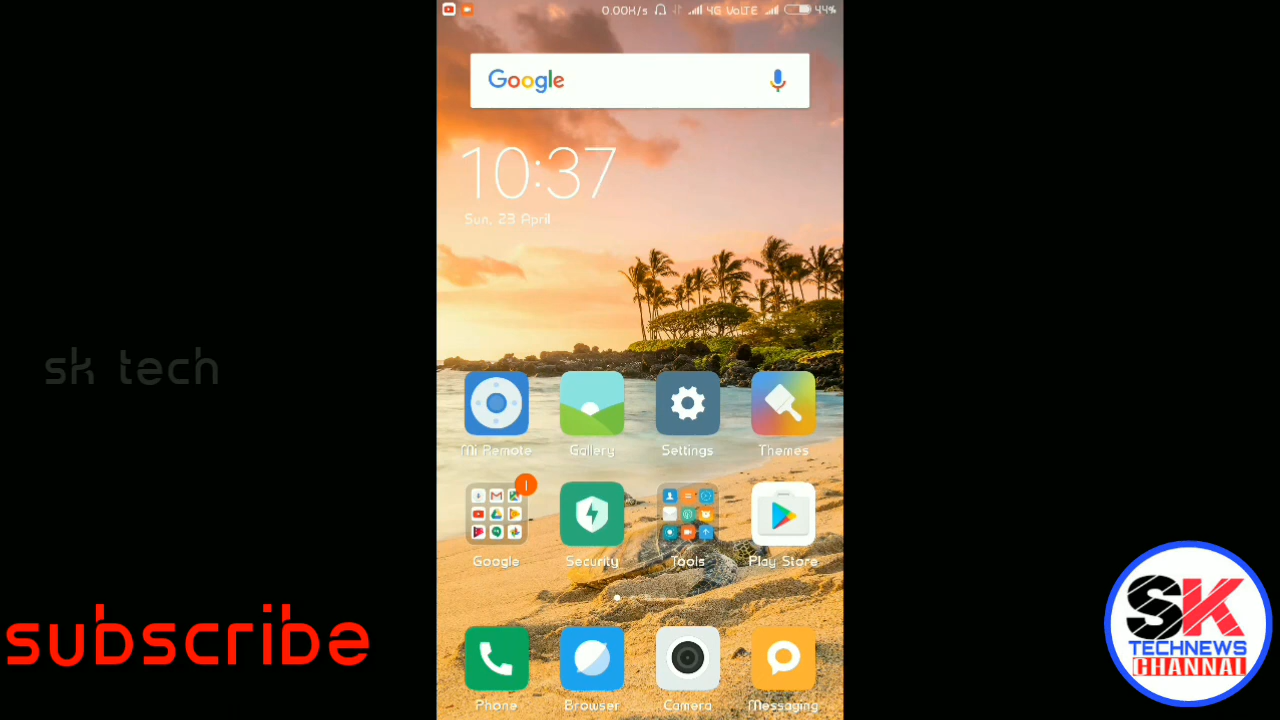 0.00K/s 4G VoLTE 44%
Google
10:37
Sun, 23 April
sk tech
Mi Remote Gallery Settings Themes
1
Google Security Tools Play Store
subscribe
SK
TECHNEWS
CHANNAL
Phone Browser Camera Messaging